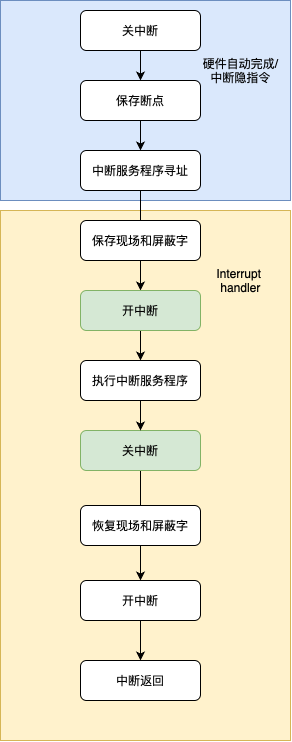 关中断
硬件自动完成/
中断隐指令
保存断点
中断服务程序寻址
保存现场和屏蔽字
Interrupt
handler
开中断
执行中断服务程序
关中断
恢复现场和屏蔽字
开中断
中断返回